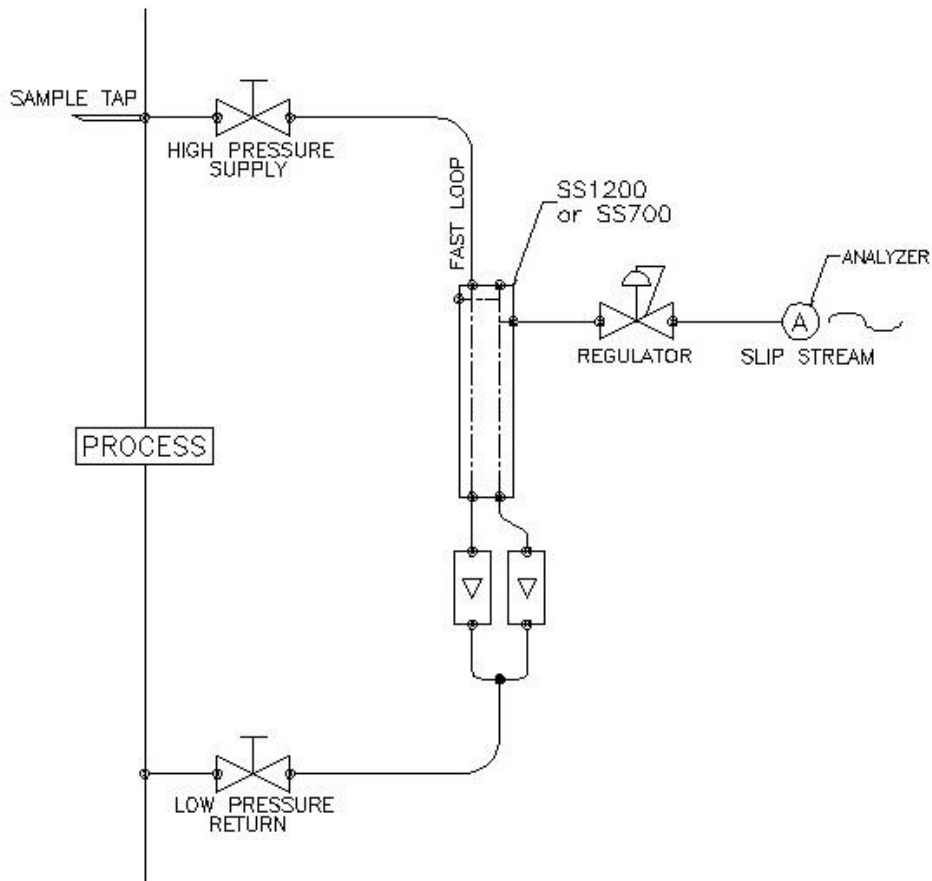 SAMPLE TAP
HIGH PRESSURE
SUPPLY
FAST LOOP
SS1200
or SS700
ANALYZER
A
REGULATOR
SLIP STREAM
PROCESS
LOW PRESSURE
RETURN